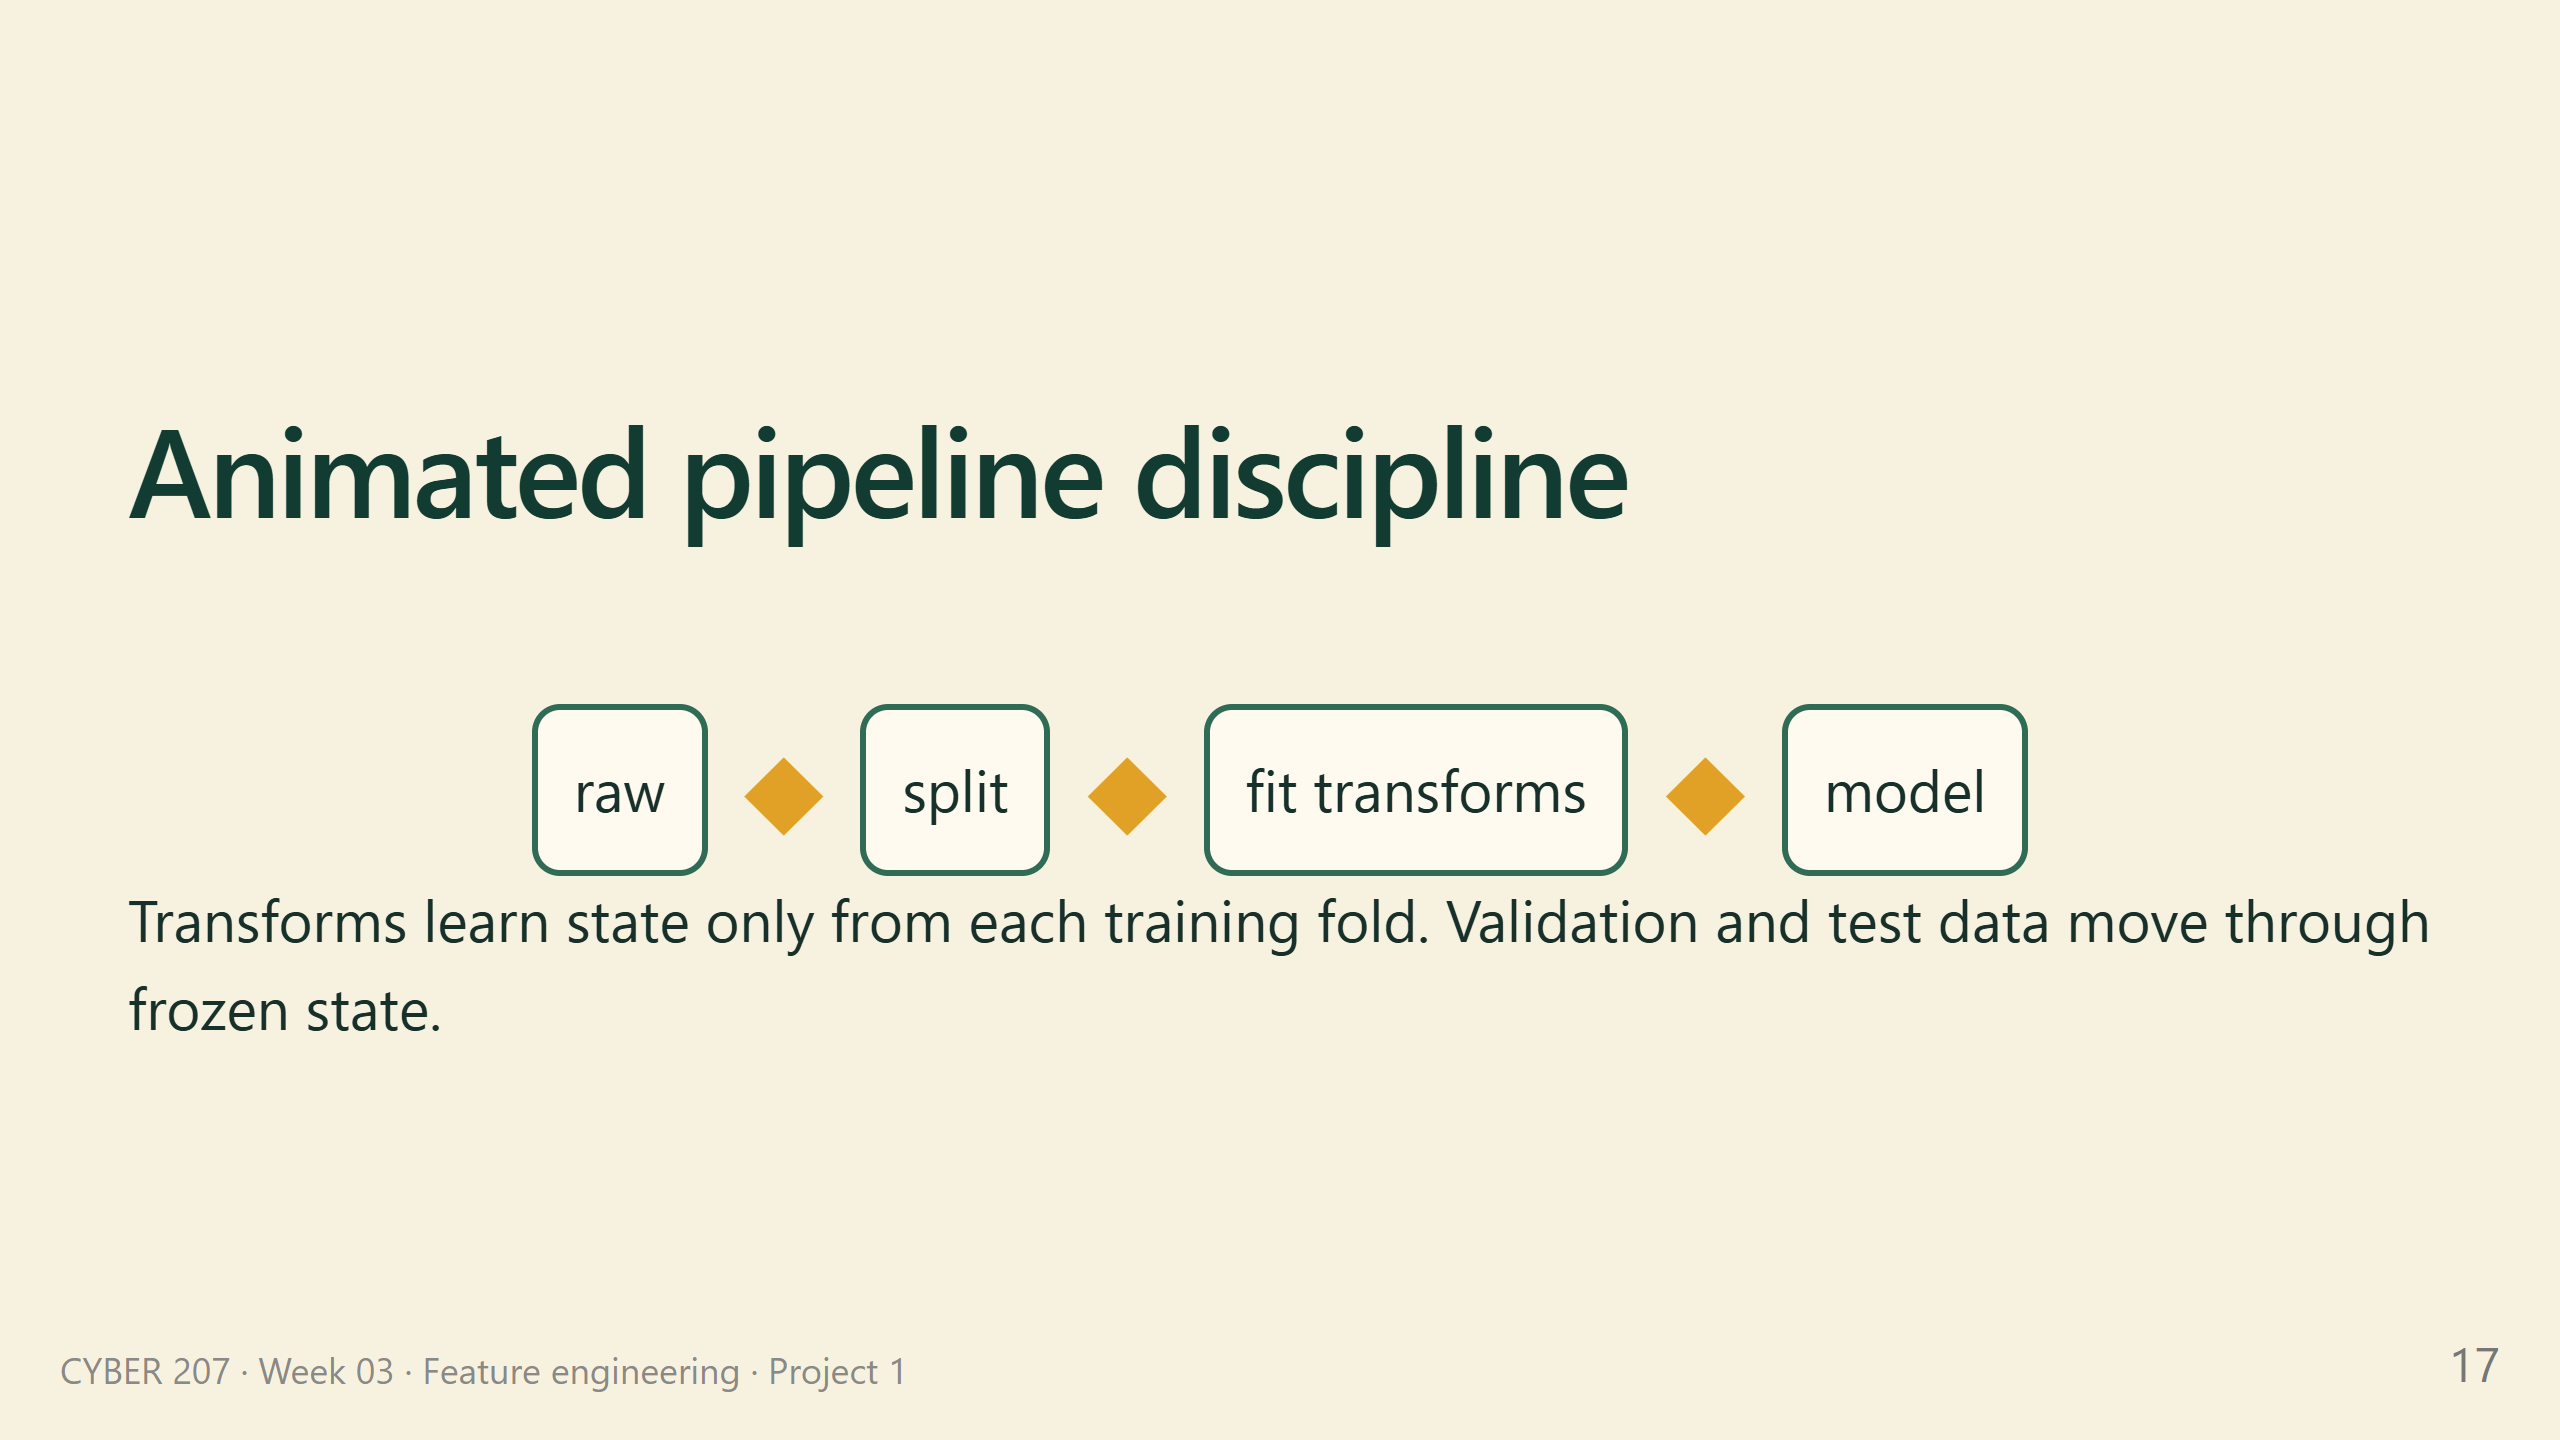 Animated pipeline discipline
raw split fit transforms model
Transforms learn state only from each training fold. Validation and test data move through
frozen state.
CYBER 207 · Week 03 · Feature engineering · Project 1
17